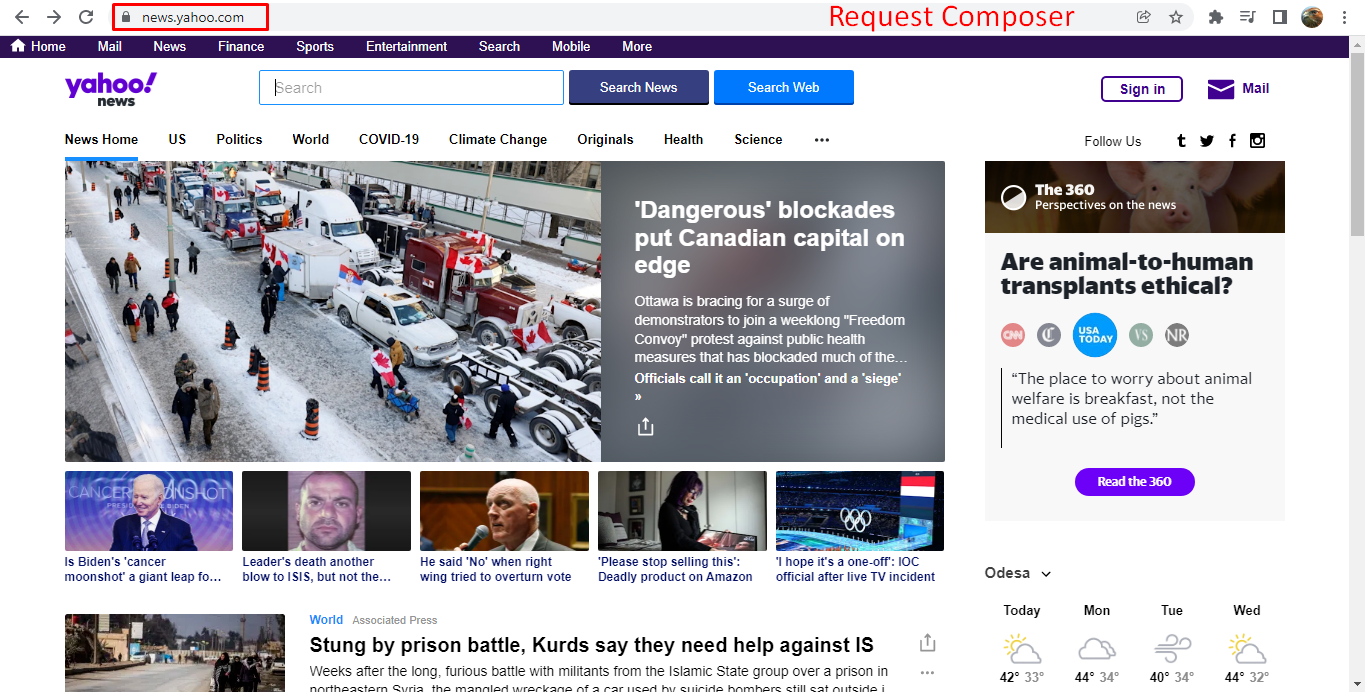 news.yahoo.com
Request Composer
Home Mail News Finance Sports Entertainment Search Mobile More
yahoo!
news
Search
Search News
Search Web
Sign in
Mail
News Home US Politics World COVID-19 Climate Change Originals Health Science ...
Follow Us
'Dangerous' blockades
put Canadian capital on
edge
Ottawa is bracing for a surge of
demonstrators to join a weeklong "Freedom
Convoy" protest against public health
measures that has blockaded much of the…
Officials call it an 'occupation' and a 'siege'
»
The 360
Perspectives on the news
Are animal-to-human
transplants ethical?
CNN
C
USA
TODAY
VS
NR
“The place to worry about animal
welfare is breakfast, not the
medical use of pigs.”
Read the 360
CANCER MOONSHOT
Is Biden's 'cancer
moonshot' a giant leap fo…
Leader's death another
blow to ISIS, but not the…
He said 'No' when right
wing tried to overturn vote
'Please stop selling this':
Deadly product on Amazon
'I hope it's a one-off': IOC
official after live TV incident
World Associated Press
Stung by prison battle, Kurds say they need help against IS
Weeks after the long, furious battle with militants from the Islamic State group over a prison in
northeastern Syria, the mangled wreckage of a car used by suicide bombers still sat outside i
Odesa
Today Mon Tue Wed
42° 33° 44° 34° 40° 34° 44° 32°